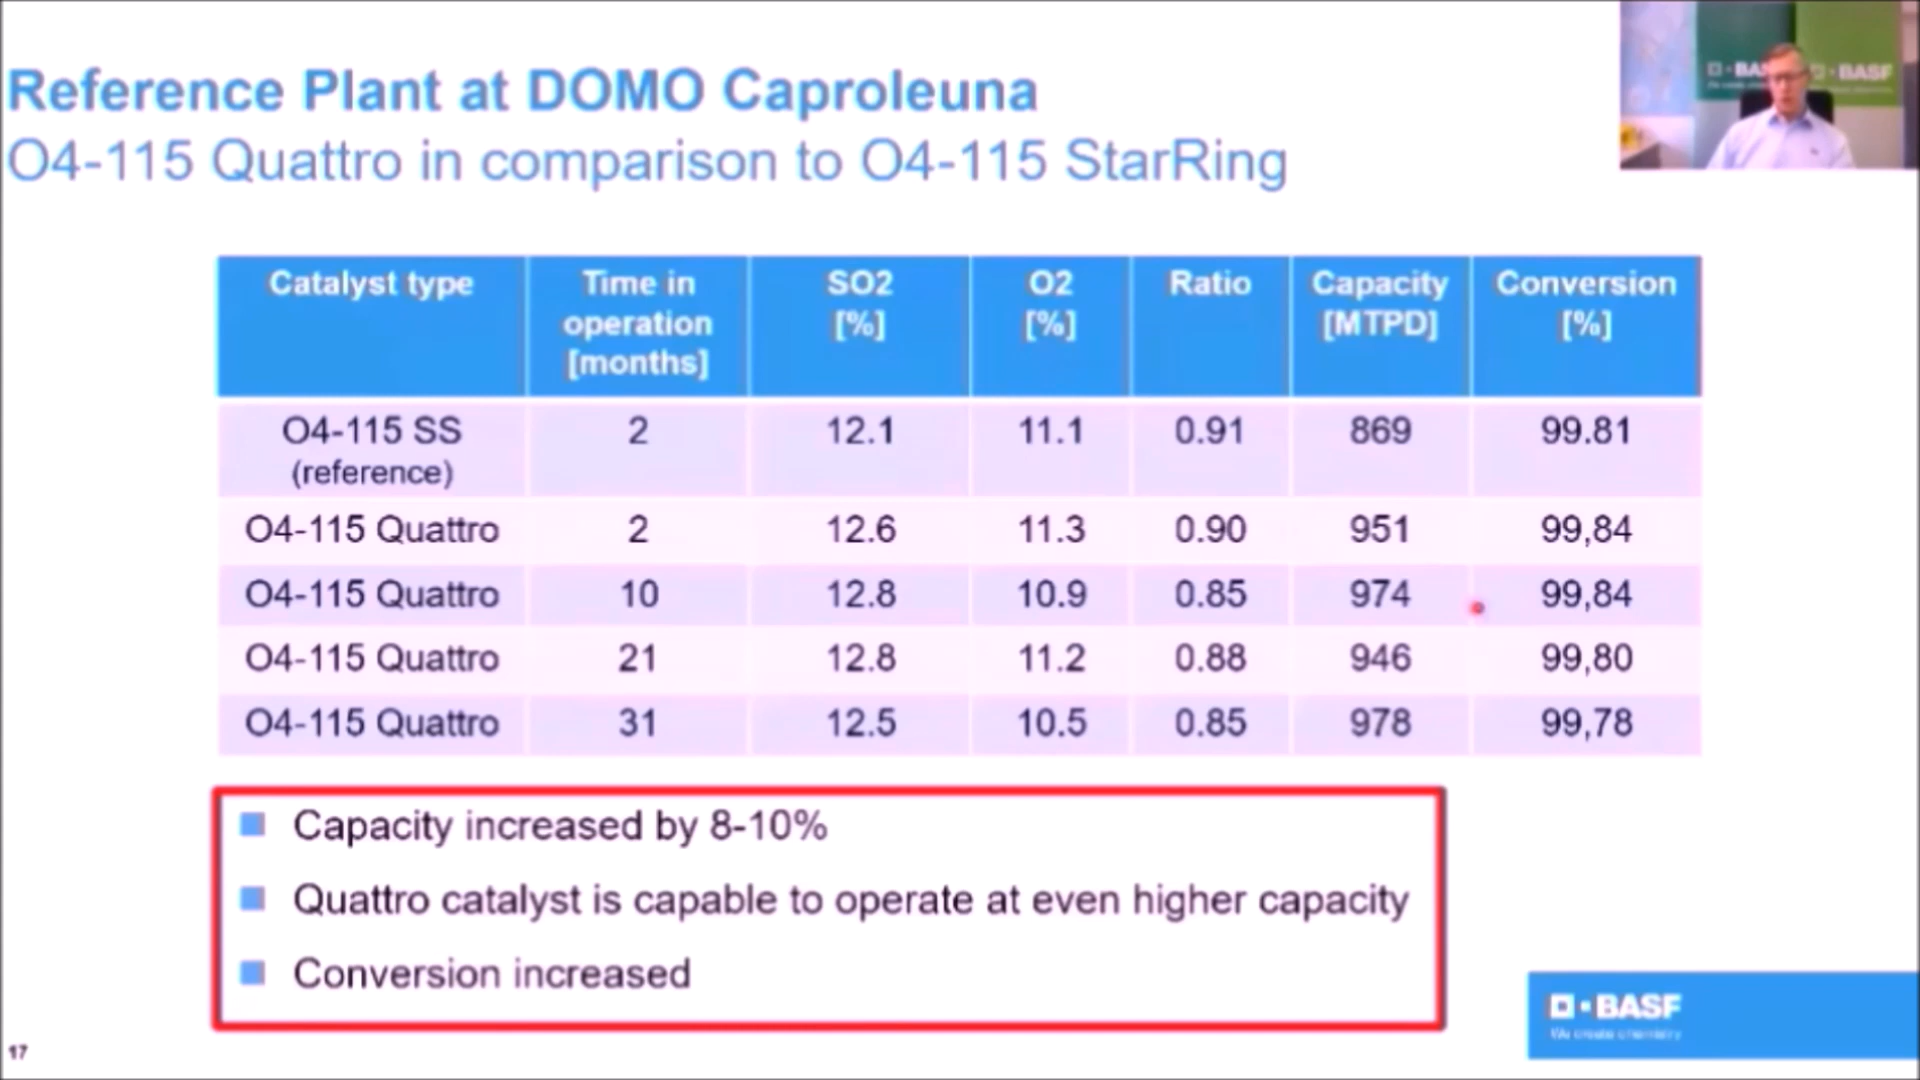 BASF
BASF
Reference Plant at DOMO Caproleuna
O4-115 Quattro in comparison to O4-115 StarRing
Catalyst type Time in operation [months] SO2 [%] O2 [%] Ratio Capacity [MTPD] Conversion [%]
O4-115 SS (reference) 2 12.1 11.1 0.91 869 99.81
O4-115 Quattro 2 12.6 11.3 0.90 951 99,84
O4-115 Quattro 10 12.8 10.9 0.85 974 99,84
O4-115 Quattro 21 12.8 11.2 0.88 946 99,80
O4-115 Quattro 31 12.5 10.5 0.85 978 99,78
Capacity increased by 8-10%
Quattro catalyst is capable to operate at even higher capacity
Conversion increased
BASF
We create chemistry
17